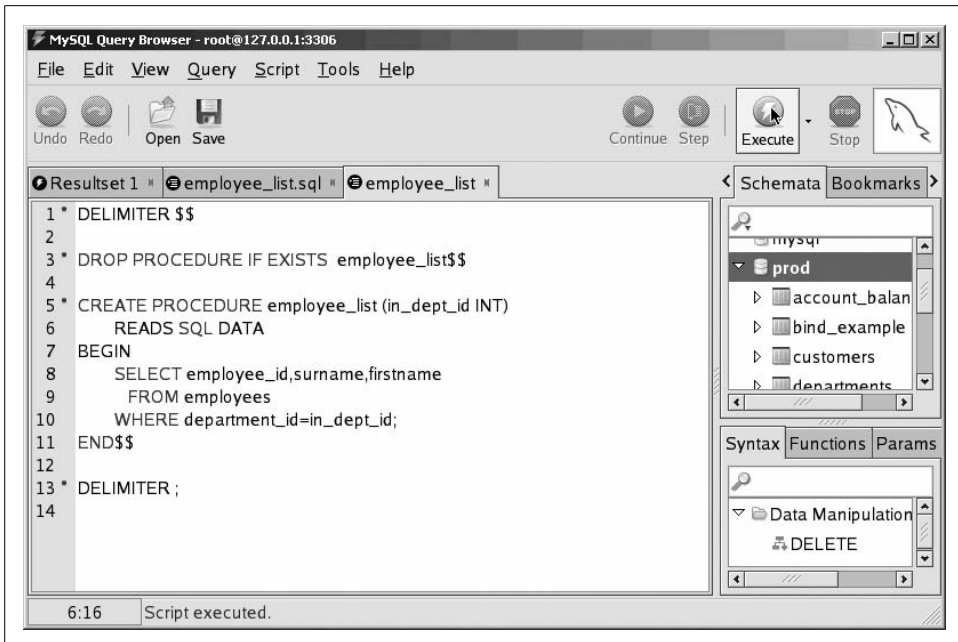 MySQL Query Browser - root@127.0.0.1:3306
File Edit View Query Script Tools Help
Undo Redo Open Save Continue Step Execute Stop
Resultset 1 employee_list.sql employee_list
Schemata Bookmarks
1 * DELIMITER $$
2
3 * DROP PROCEDURE IF EXISTS employee_list$$
4
5 * CREATE PROCEDURE employee_list (in_dept_id INT)
6 READS SQL DATA
7 BEGIN
8 SELECT employee_id,surname,firstname
9 FROM employees
10 WHERE department_id=in_dept_id;
11 END$$
12
13 * DELIMITER ;
14
mysql
prod
account_balan
bind_example
customers
departments
Syntax Functions Params
Data Manipulation
DELETE
6:16 Script executed.